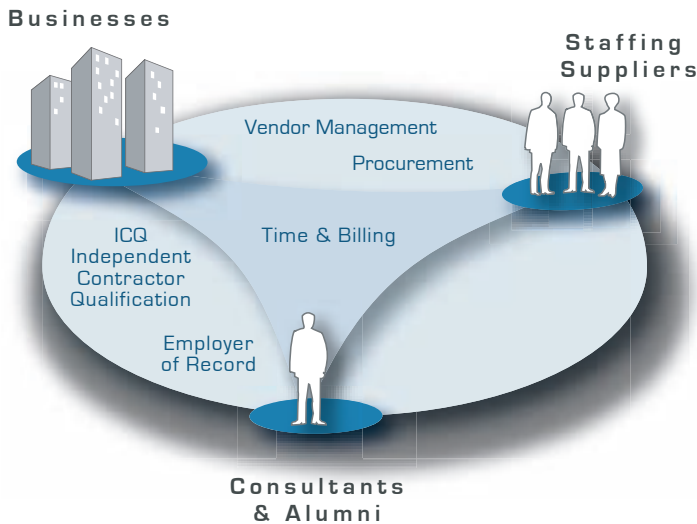 Businesses
Staffing
Suppliers
Vendor Management
Procurement
ICQ
Independent
Contractor
Qualification
Time & Billing
Employer
of Record
Consultants
& Alumni